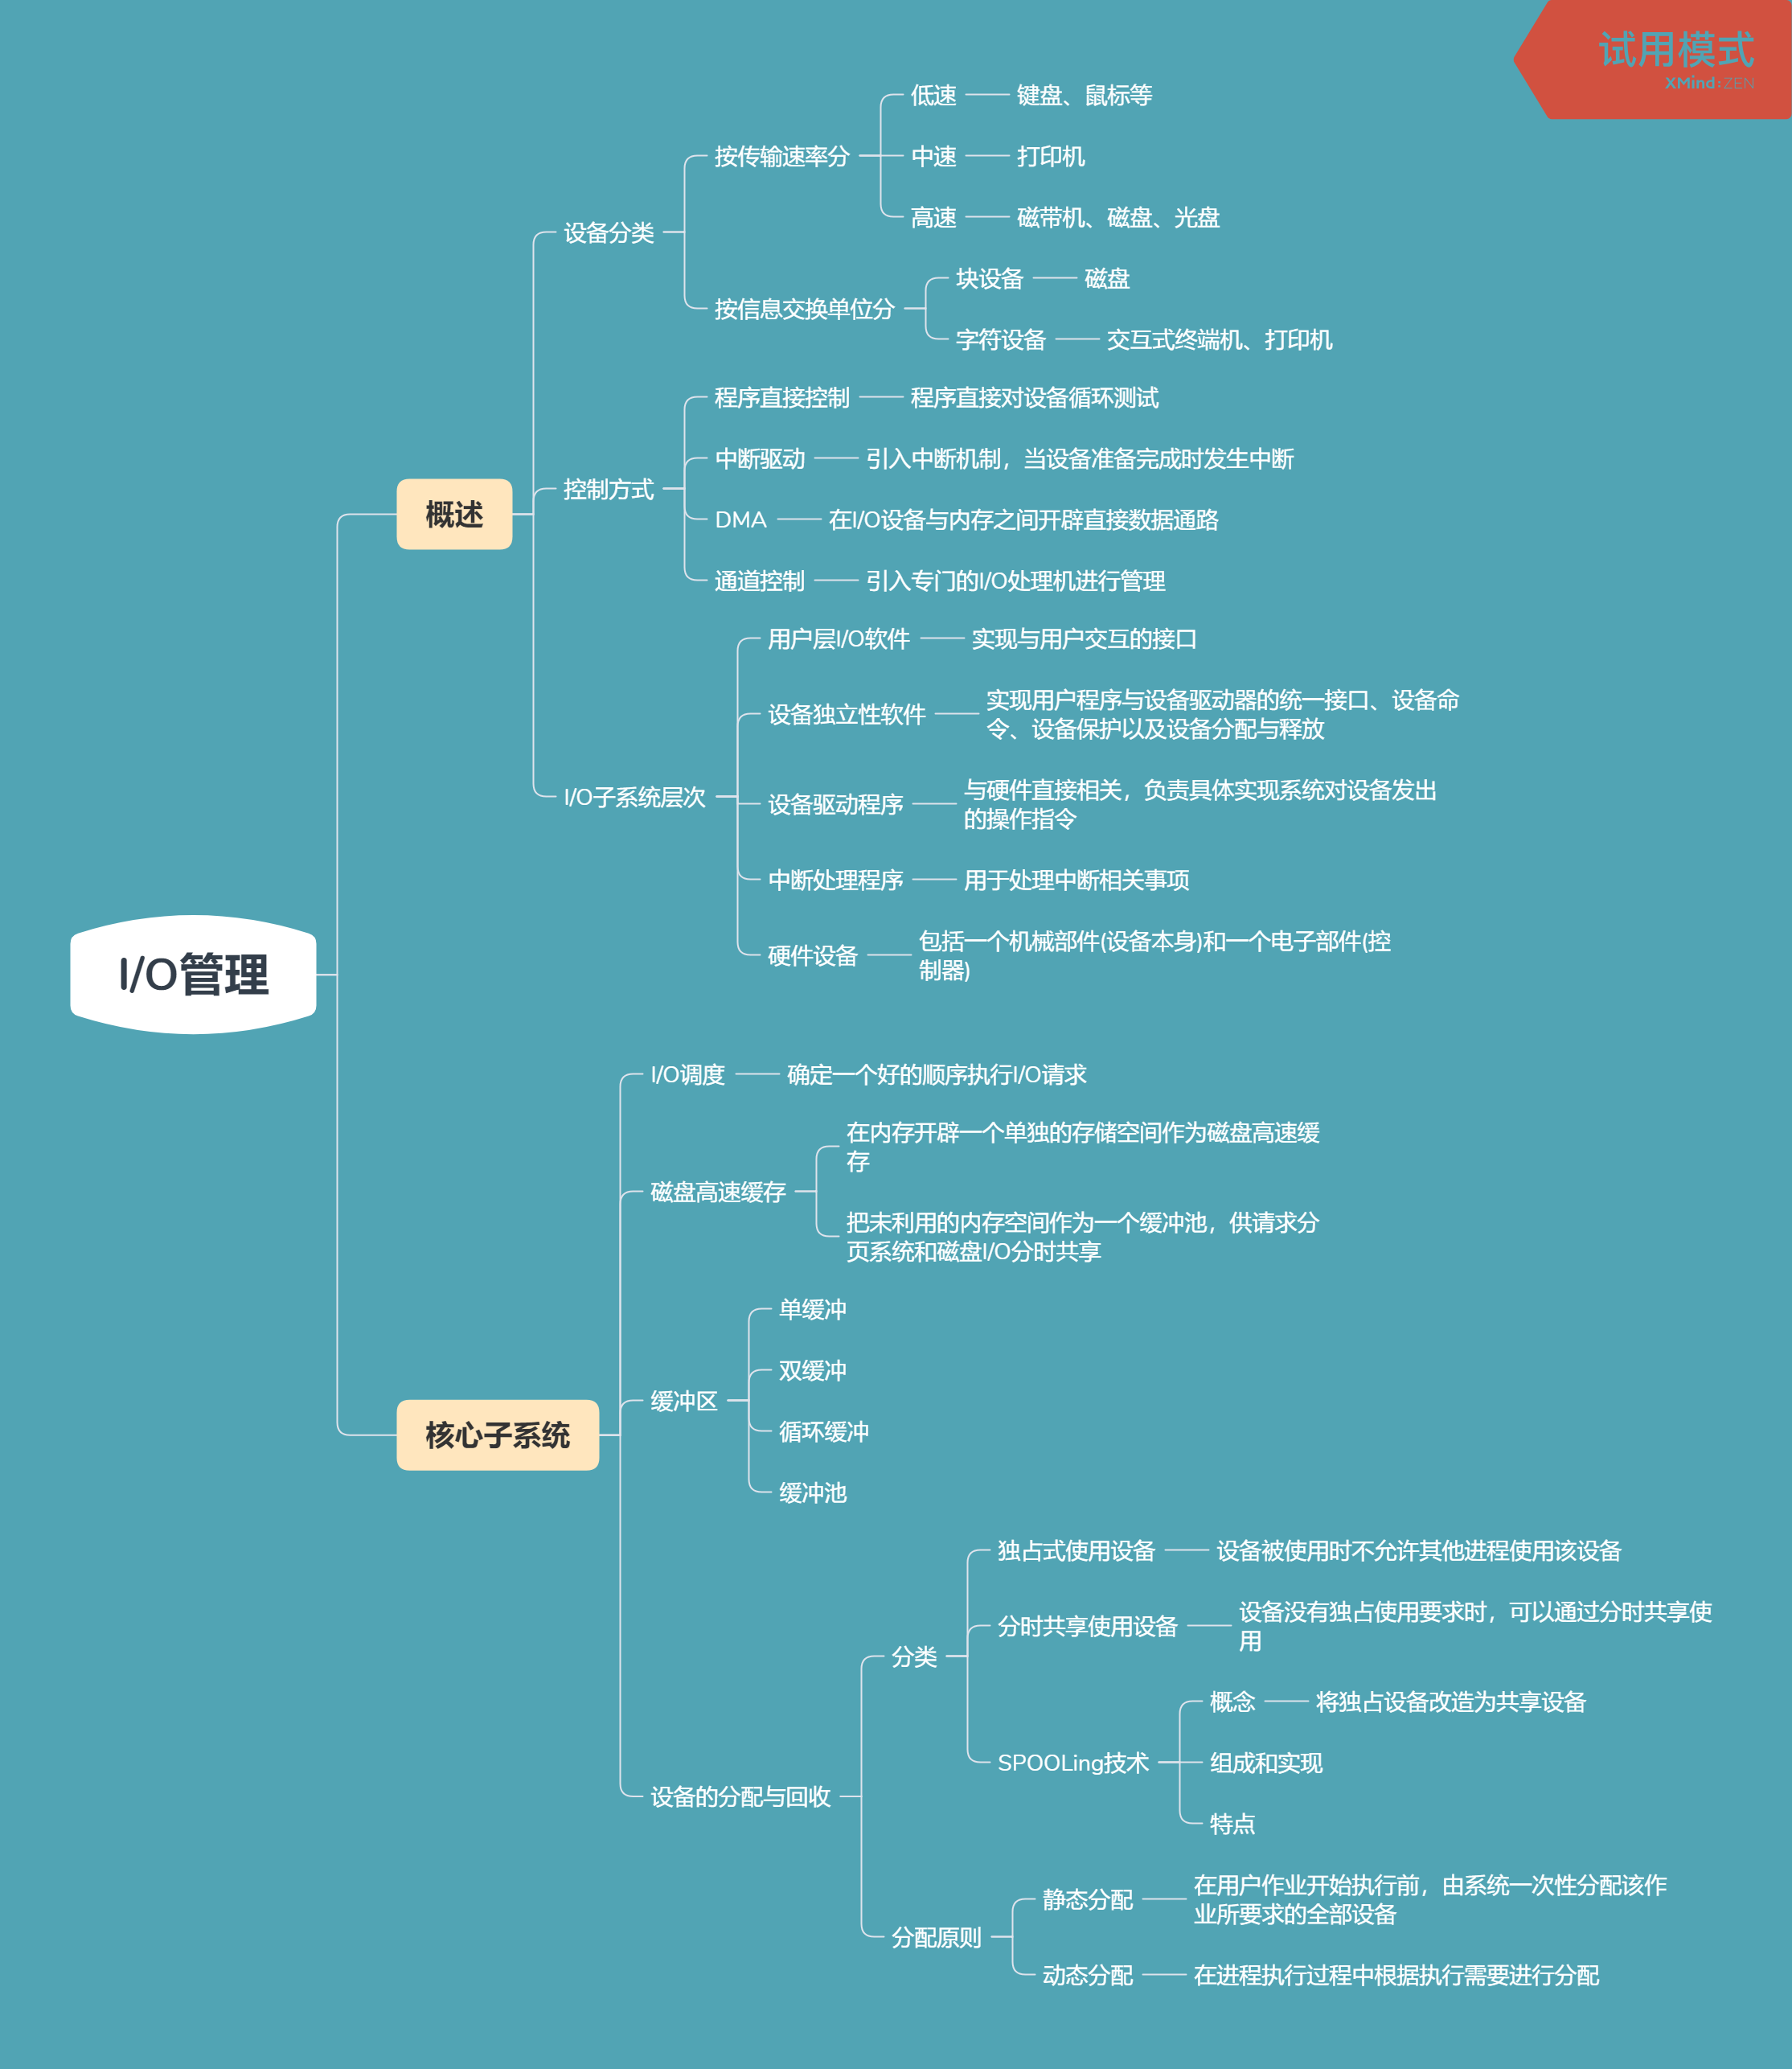 试用模式
XMind:ZEN
I/O管理
概述
设备分类
按传输速率分
低速
键盘、鼠标等
中速
打印机
高速
磁带机、磁盘、光盘
按信息交换单位分
块设备
磁盘
字符设备
交互式终端机、打印机
控制方式
程序直接控制
程序直接对设备循环测试
中断驱动
引入中断机制，当设备准备完成时发生中断
DMA
在I/O设备与内存之间开辟直接数据通路
通道控制
引入专门的I/O处理机进行管理
I/O子系统层次
用户层I/O软件
实现与用户交互的接口
设备独立性软件
实现用户程序与设备驱动器的统一接口、设备命
令、设备保护以及设备分配与释放
设备驱动程序
与硬件直接相关，负责具体实现系统对设备发出
的操作指令
中断处理程序
用于处理中断相关事项
硬件设备
包括一个机械部件(设备本身)和一个电子部件(控
制器)
核心子系统
I/O调度
确定一个好的顺序执行I/O请求
磁盘高速缓存
在内存开辟一个单独的存储空间作为磁盘高速缓
存
把未利用的内存空间作为一个缓冲池，供请求分
页系统和磁盘I/O分时共享
缓冲区
单缓冲
双缓冲
循环缓冲
缓冲池
设备的分配与回收
分类
独占式使用设备
设备被使用时不允许其他进程使用该设备
分时共享使用设备
设备没有独占使用要求时，可以通过分时共享使
用
SPOOLing技术
概念
将独占设备改造为共享设备
组成和实现
特点
分配原则
静态分配
在用户作业开始执行前，由系统一次性分配该作
业所要求的全部设备
动态分配
在进程执行过程中根据执行需要进行分配